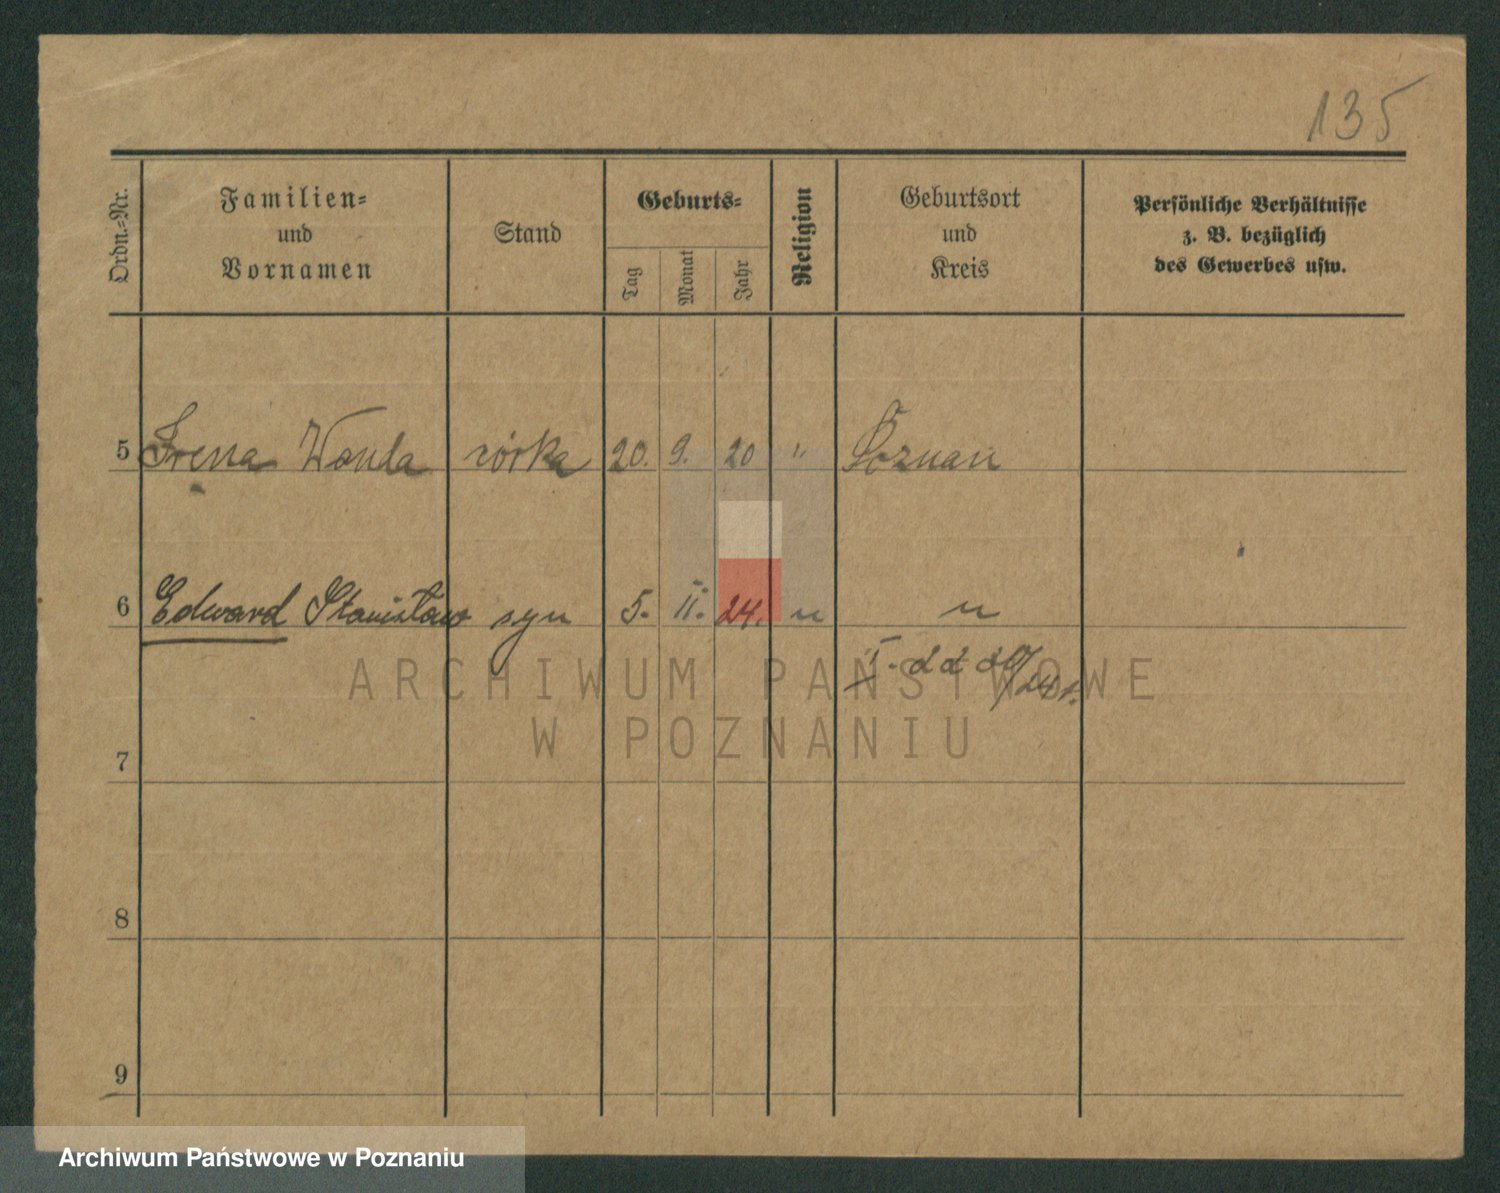 135
Ordn.-Nr.
Familien-
und
Vornamen
Stand
Geburts-
Tag
Monat
Jahr
Religion
Geburtsort
und
Kreis
Persönliche Verhältnisse
z. B. bezüglich
des Gewerbes usw.
5 Irena Wanda córka 20. 9. 20 " Poznań
6 Edward Stanisław syn 5. II. 24. " "
ARCHIWUM PAŃSTWOWE
W POZNANIU
7
8
9
Archiwum Państwowe w Poznaniu